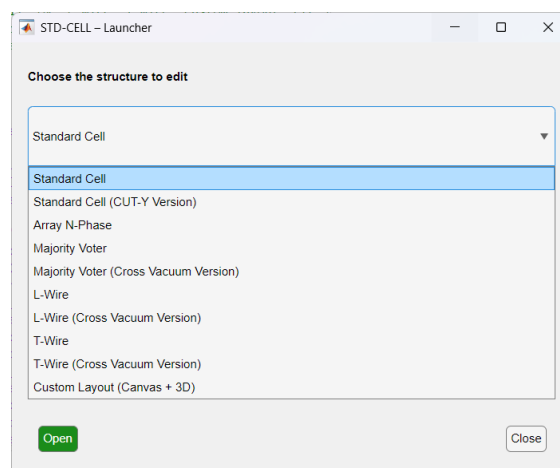 STD-CELL – Launcher
Choose the structure to edit
Standard Cell
Standard Cell
Standard Cell (CUT-Y Version)
Array N-Phase
Majority Voter
Majority Voter (Cross Vacuum Version)
L-Wire
L-Wire (Cross Vacuum Version)
T-Wire
T-Wire (Cross Vacuum Version)
Custom Layout (Canvas + 3D)
Open
Close